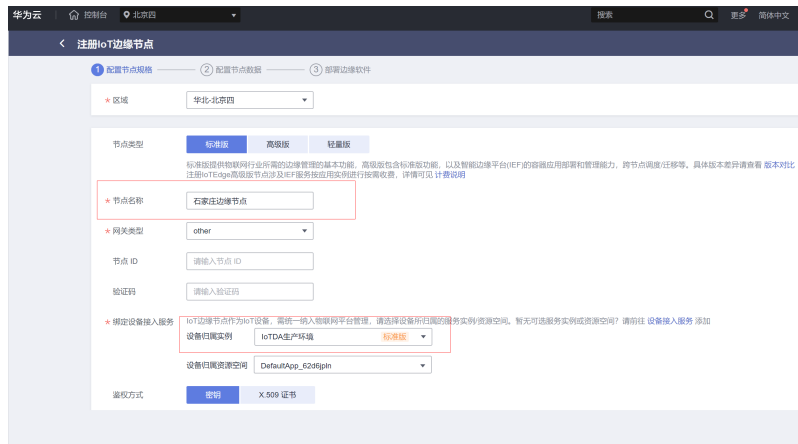 华为云 控制台 北京四 搜索 更多 简体中文
注册IoT边缘节点
1 配置节点规格 2 配置节点数据 3 部署边缘软件
* 区域 华北-北京四
节点类型 标准版 高级版 轻量版
标准版提供物联网行业所需的边缘管理的基本功能，高级版包含标准版功能，以及智能边缘平台(IEF)的容器应用部署和管理能力，跨节点调度/迁移等。具体版本差异请查看 版本对比
注册IoTEdge高级版节点涉及IEF服务按应用实例进行按需收费，详情可见 计费说明
* 节点名称 石家庄边缘节点
* 网关类型 other
节点 ID 请输入节点 ID
验证码 请输入验证码
* 绑定设备接入服务 IoT边缘节点作为IoT设备，需统一纳入物联网平台管理，请选择设备所归属的服务实例/资源空间。暂无可选服务实例或资源空间？请前往 设备接入服务 添加
设备归属实例 IoTDA生产环境 标准版
设备归属资源空间 DefaultApp_62d6jpln
鉴权方式 密钥 X.509 证书